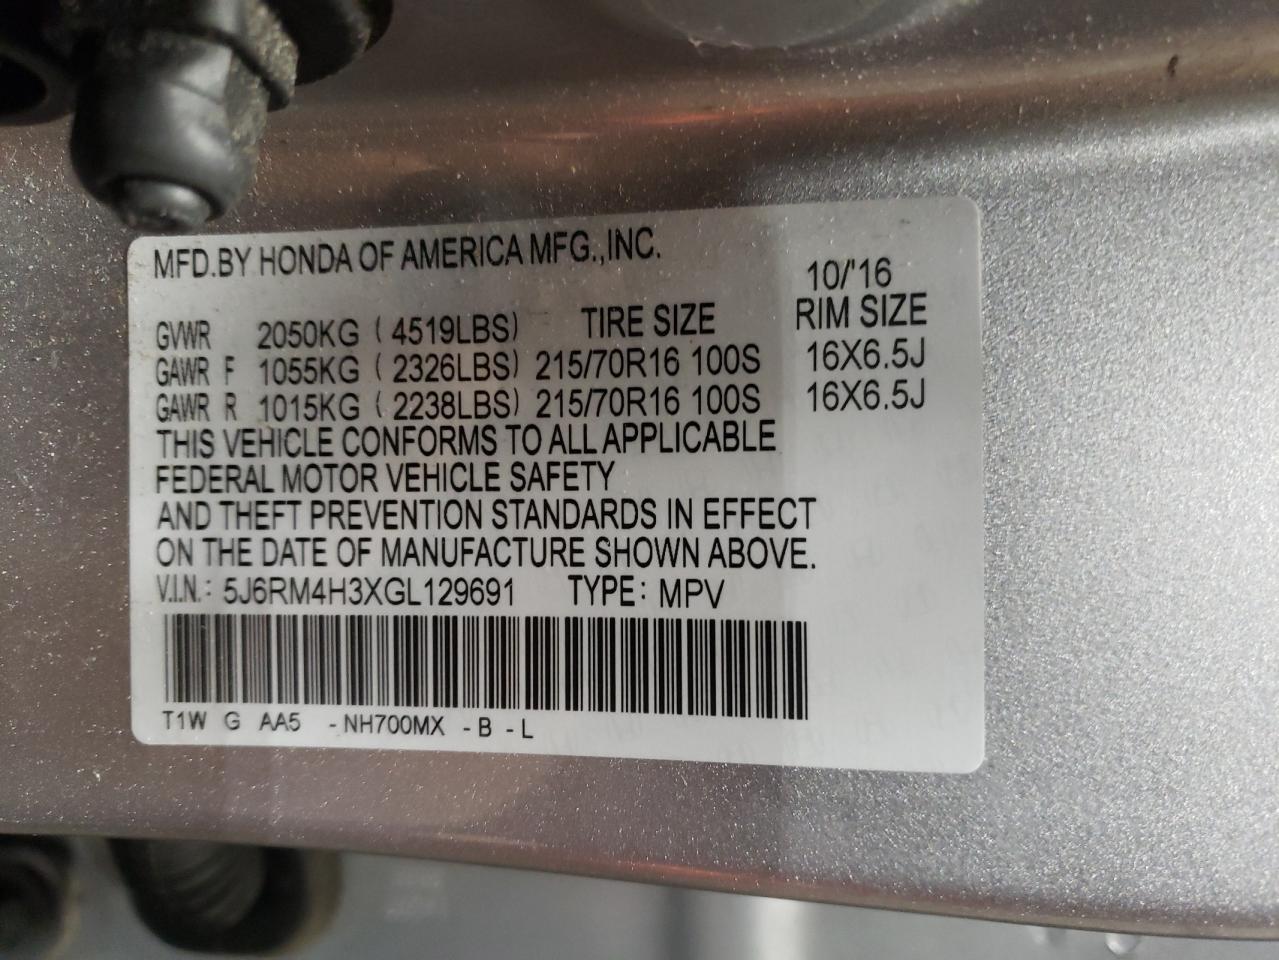 MFD.BY HONDA OF AMERICA MFG.,INC.
10/'16
GVWR 2050KG ( 4519LBS) TIRE SIZE RIM SIZE
GAWR F 1055KG ( 2326LBS) 215/70R16 100S 16X6.5J
GAWR R 1015KG ( 2238LBS) 215/70R16 100S 16X6.5J
THIS VEHICLE CONFORMS TO ALL APPLICABLE
FEDERAL MOTOR VEHICLE SAFETY
AND THEFT PREVENTION STANDARDS IN EFFECT
ON THE DATE OF MANUFACTURE SHOWN ABOVE.
V.I.N.: 5J6RM4H3XGL129691 TYPE: MPV
T1W G AA5 -NH700MX -B -L